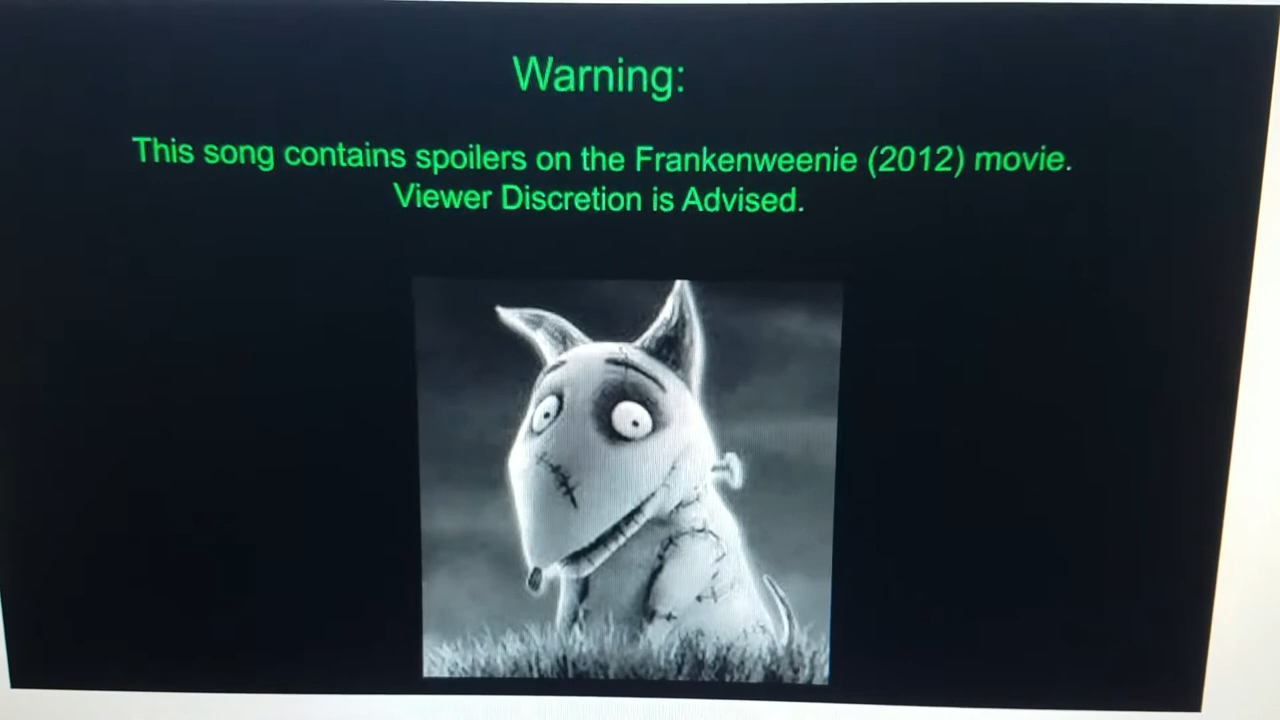 Warning:
This song contains spoilers on the Frankenweenie (2012) movie.
Viewer Discretion is Advised.